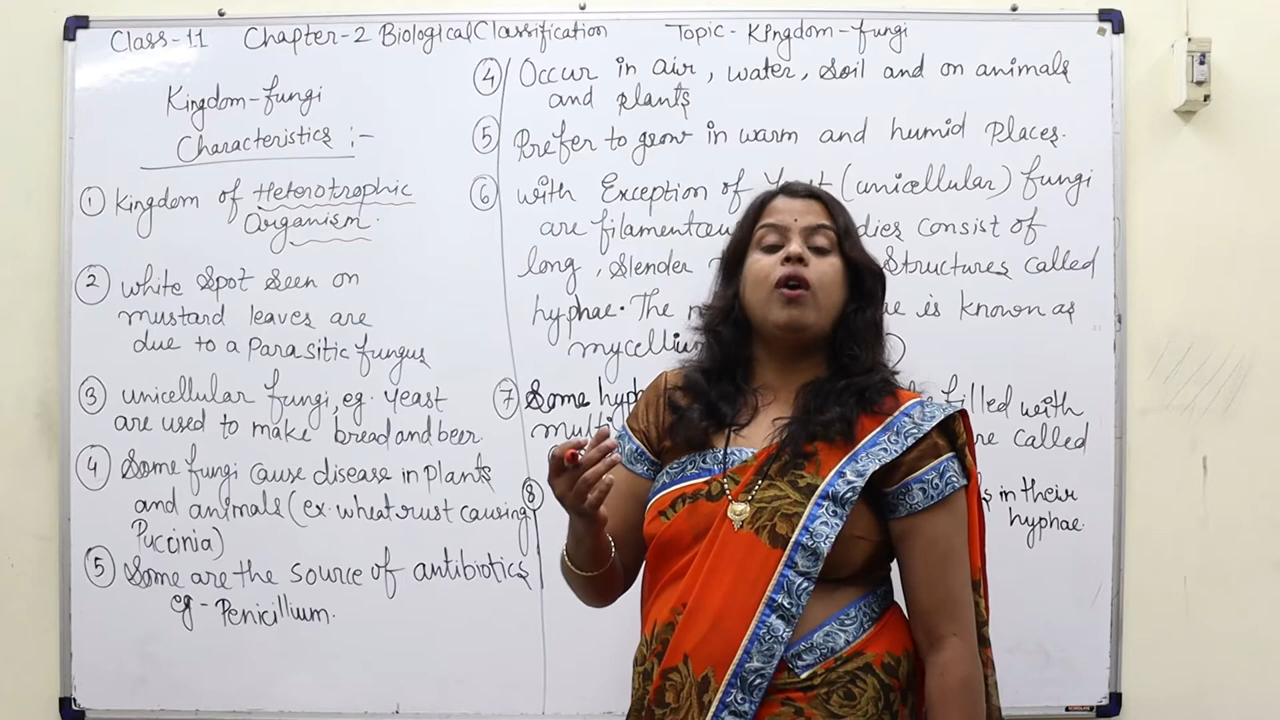 Class-11 Chapter-2 Biological Classification Topic - Kingdom-fungi
Kingdom-fungi
Characteristics :-
① Kingdom of Heterotrophic
Organism.
② white Spot Seen on
mustard leaves are
due to a Parasitic fungus
③ unicellular fungi, eg. Yeast
are used to make bread and beer.
④ Some fungi cause disease in Plants
and animals (ex. wheat rust causing
Puccinia)
⑤ Some are the source of antibiotics
eg - Penicillium.
④ Occur in air, water, Soil and on animals
and plants
⑤ Prefer to grow in warm and humid Places.
⑥ with Exception of (unicellular) fungi
are consist of
long, Slender Structures called
hyphae. The is known as
⑦ Some filled with
called
⑧ in their
hyphae.